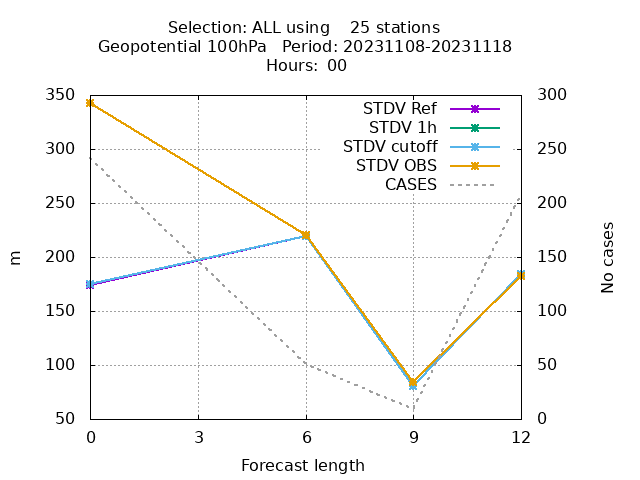 Selection: ALL using    25 stations
Geopotential 100hPa   Period: 20231108-20231118
Hours:  00
350
300
250
200
150
100
50
300
250
200
150
100
50
0
STDV Ref
STDV 1h
STDV cutoff
STDV OBS
CASES
m
No cases
0
3
6
9
12
Forecast length